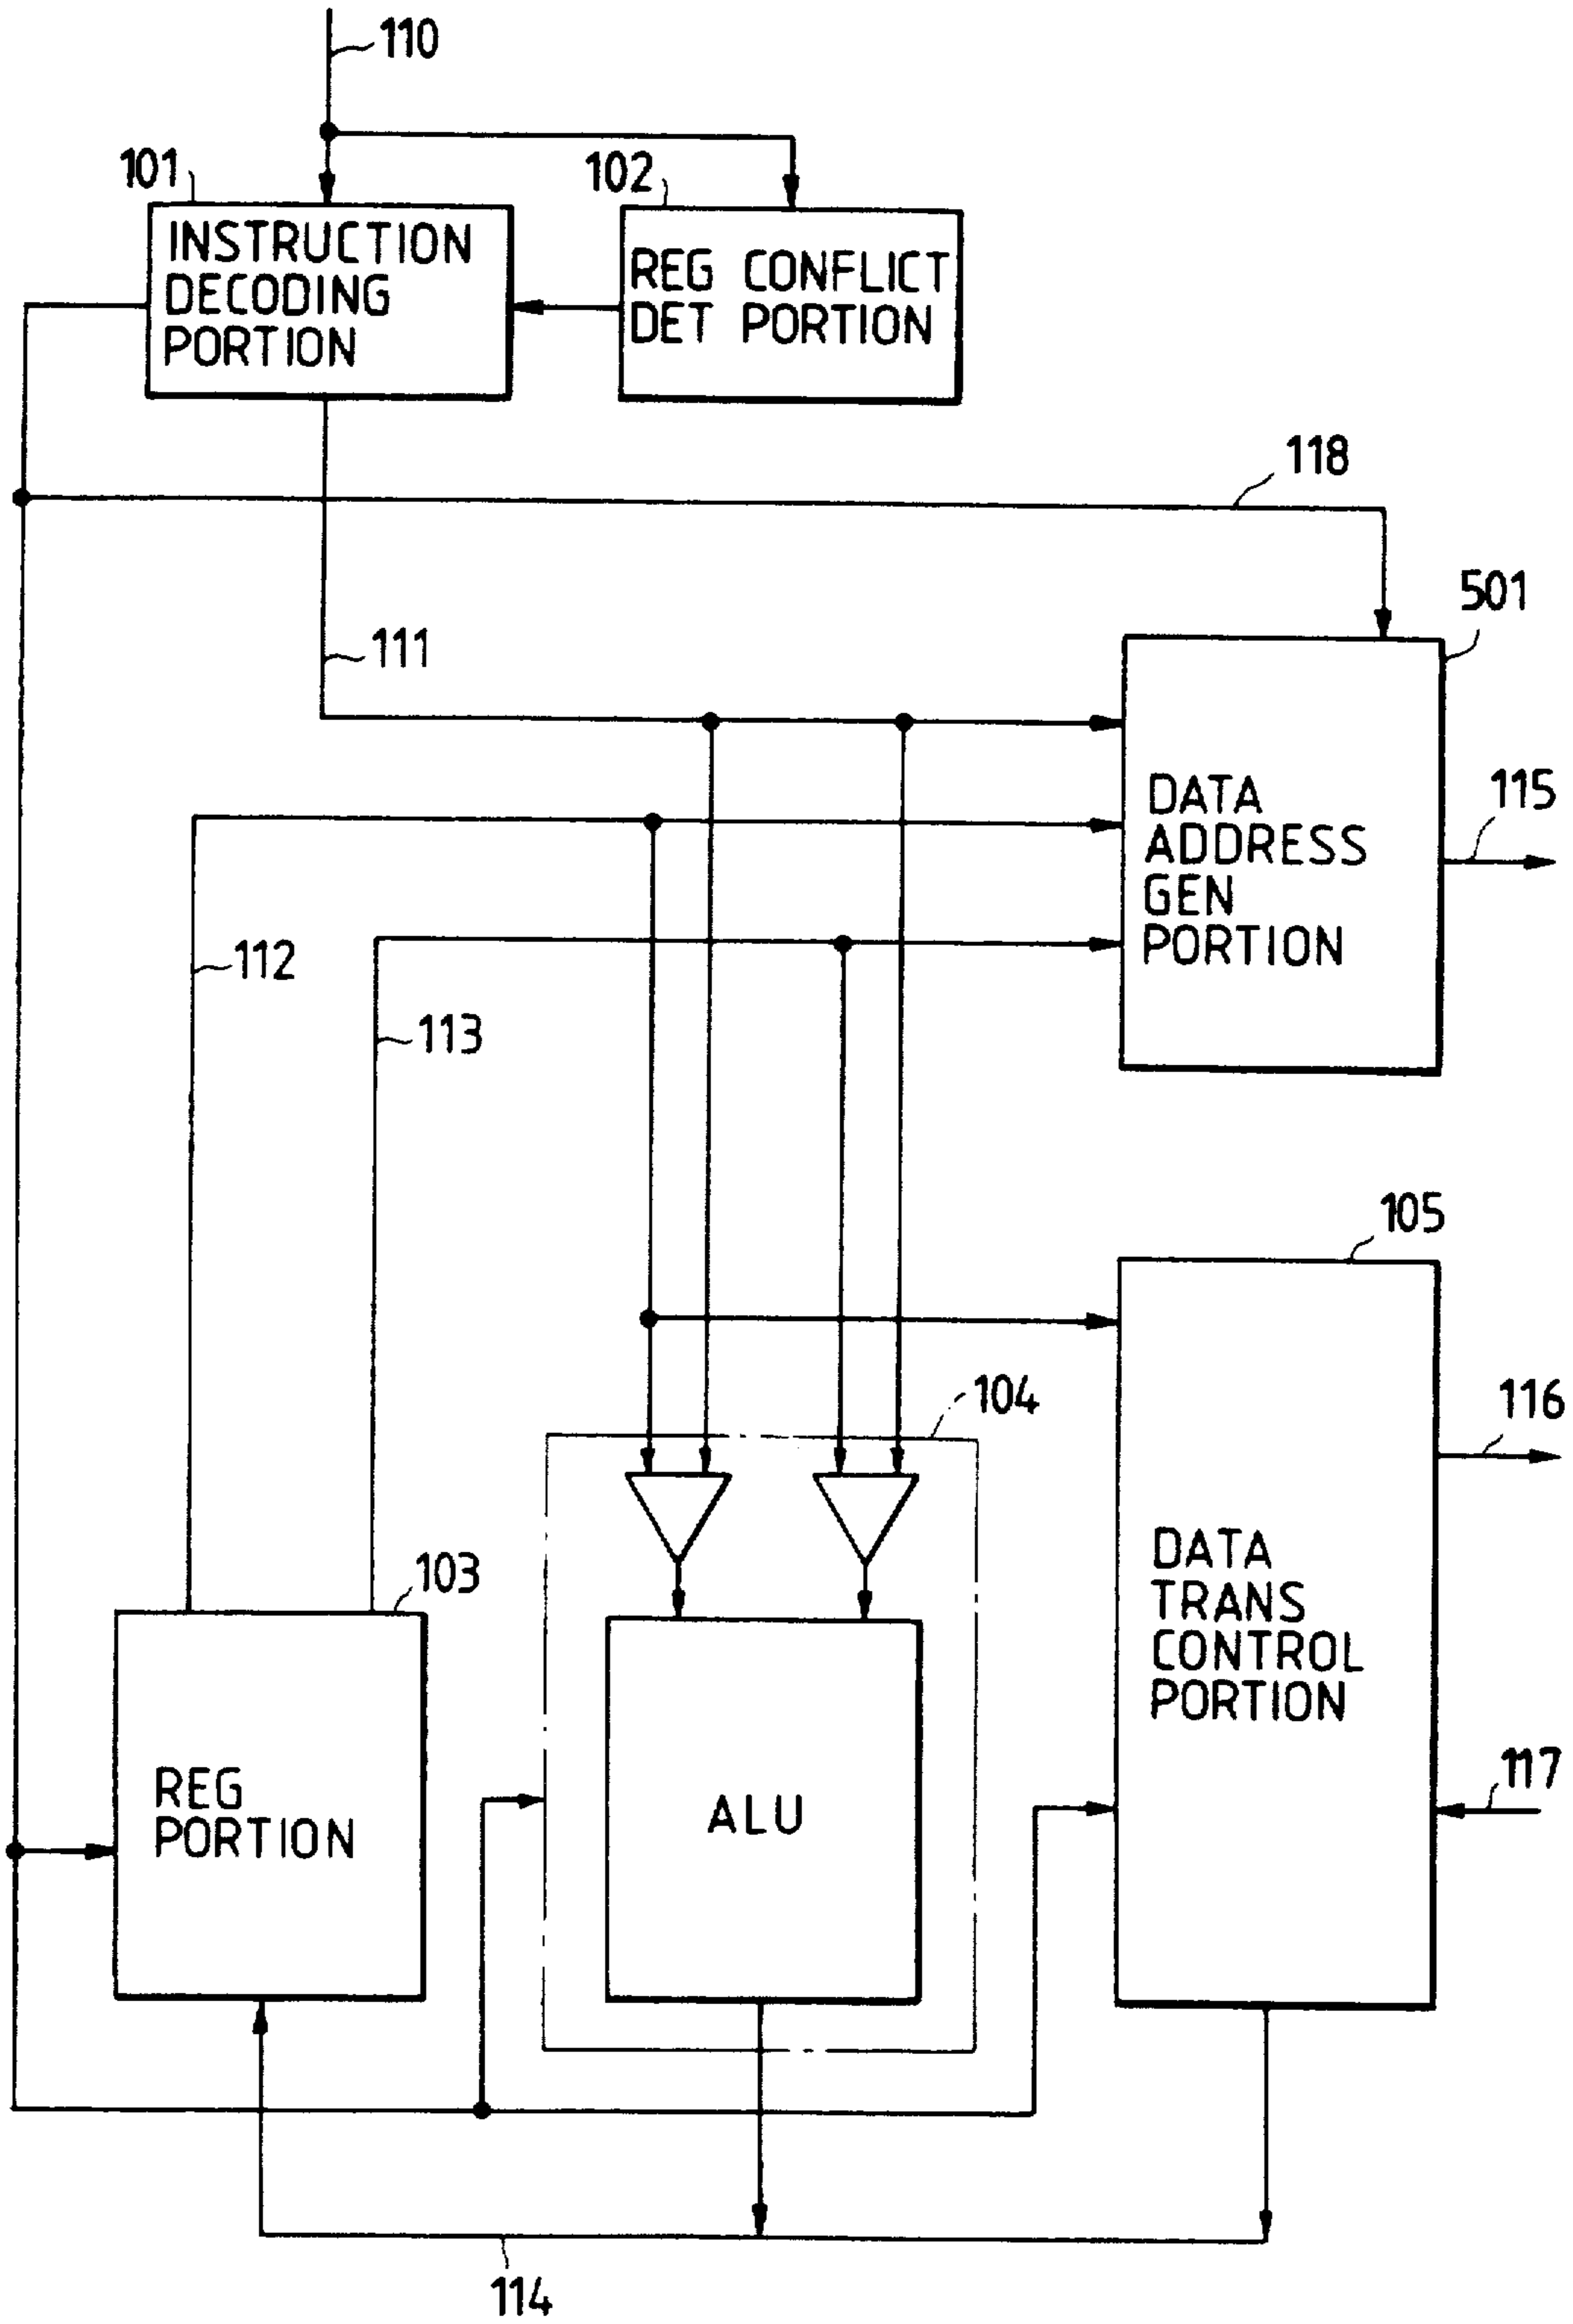 110
101
102
INSTRUCTION
DECODING
PORTION
REG CONFLICT
DET PORTION
118
501
111
DATA
ADDRESS
GEN
PORTION
115
112
113
105
104
116
103
DATA
TRANS
CONTROL
PORTION
117
REG
PORTION
ALU
114